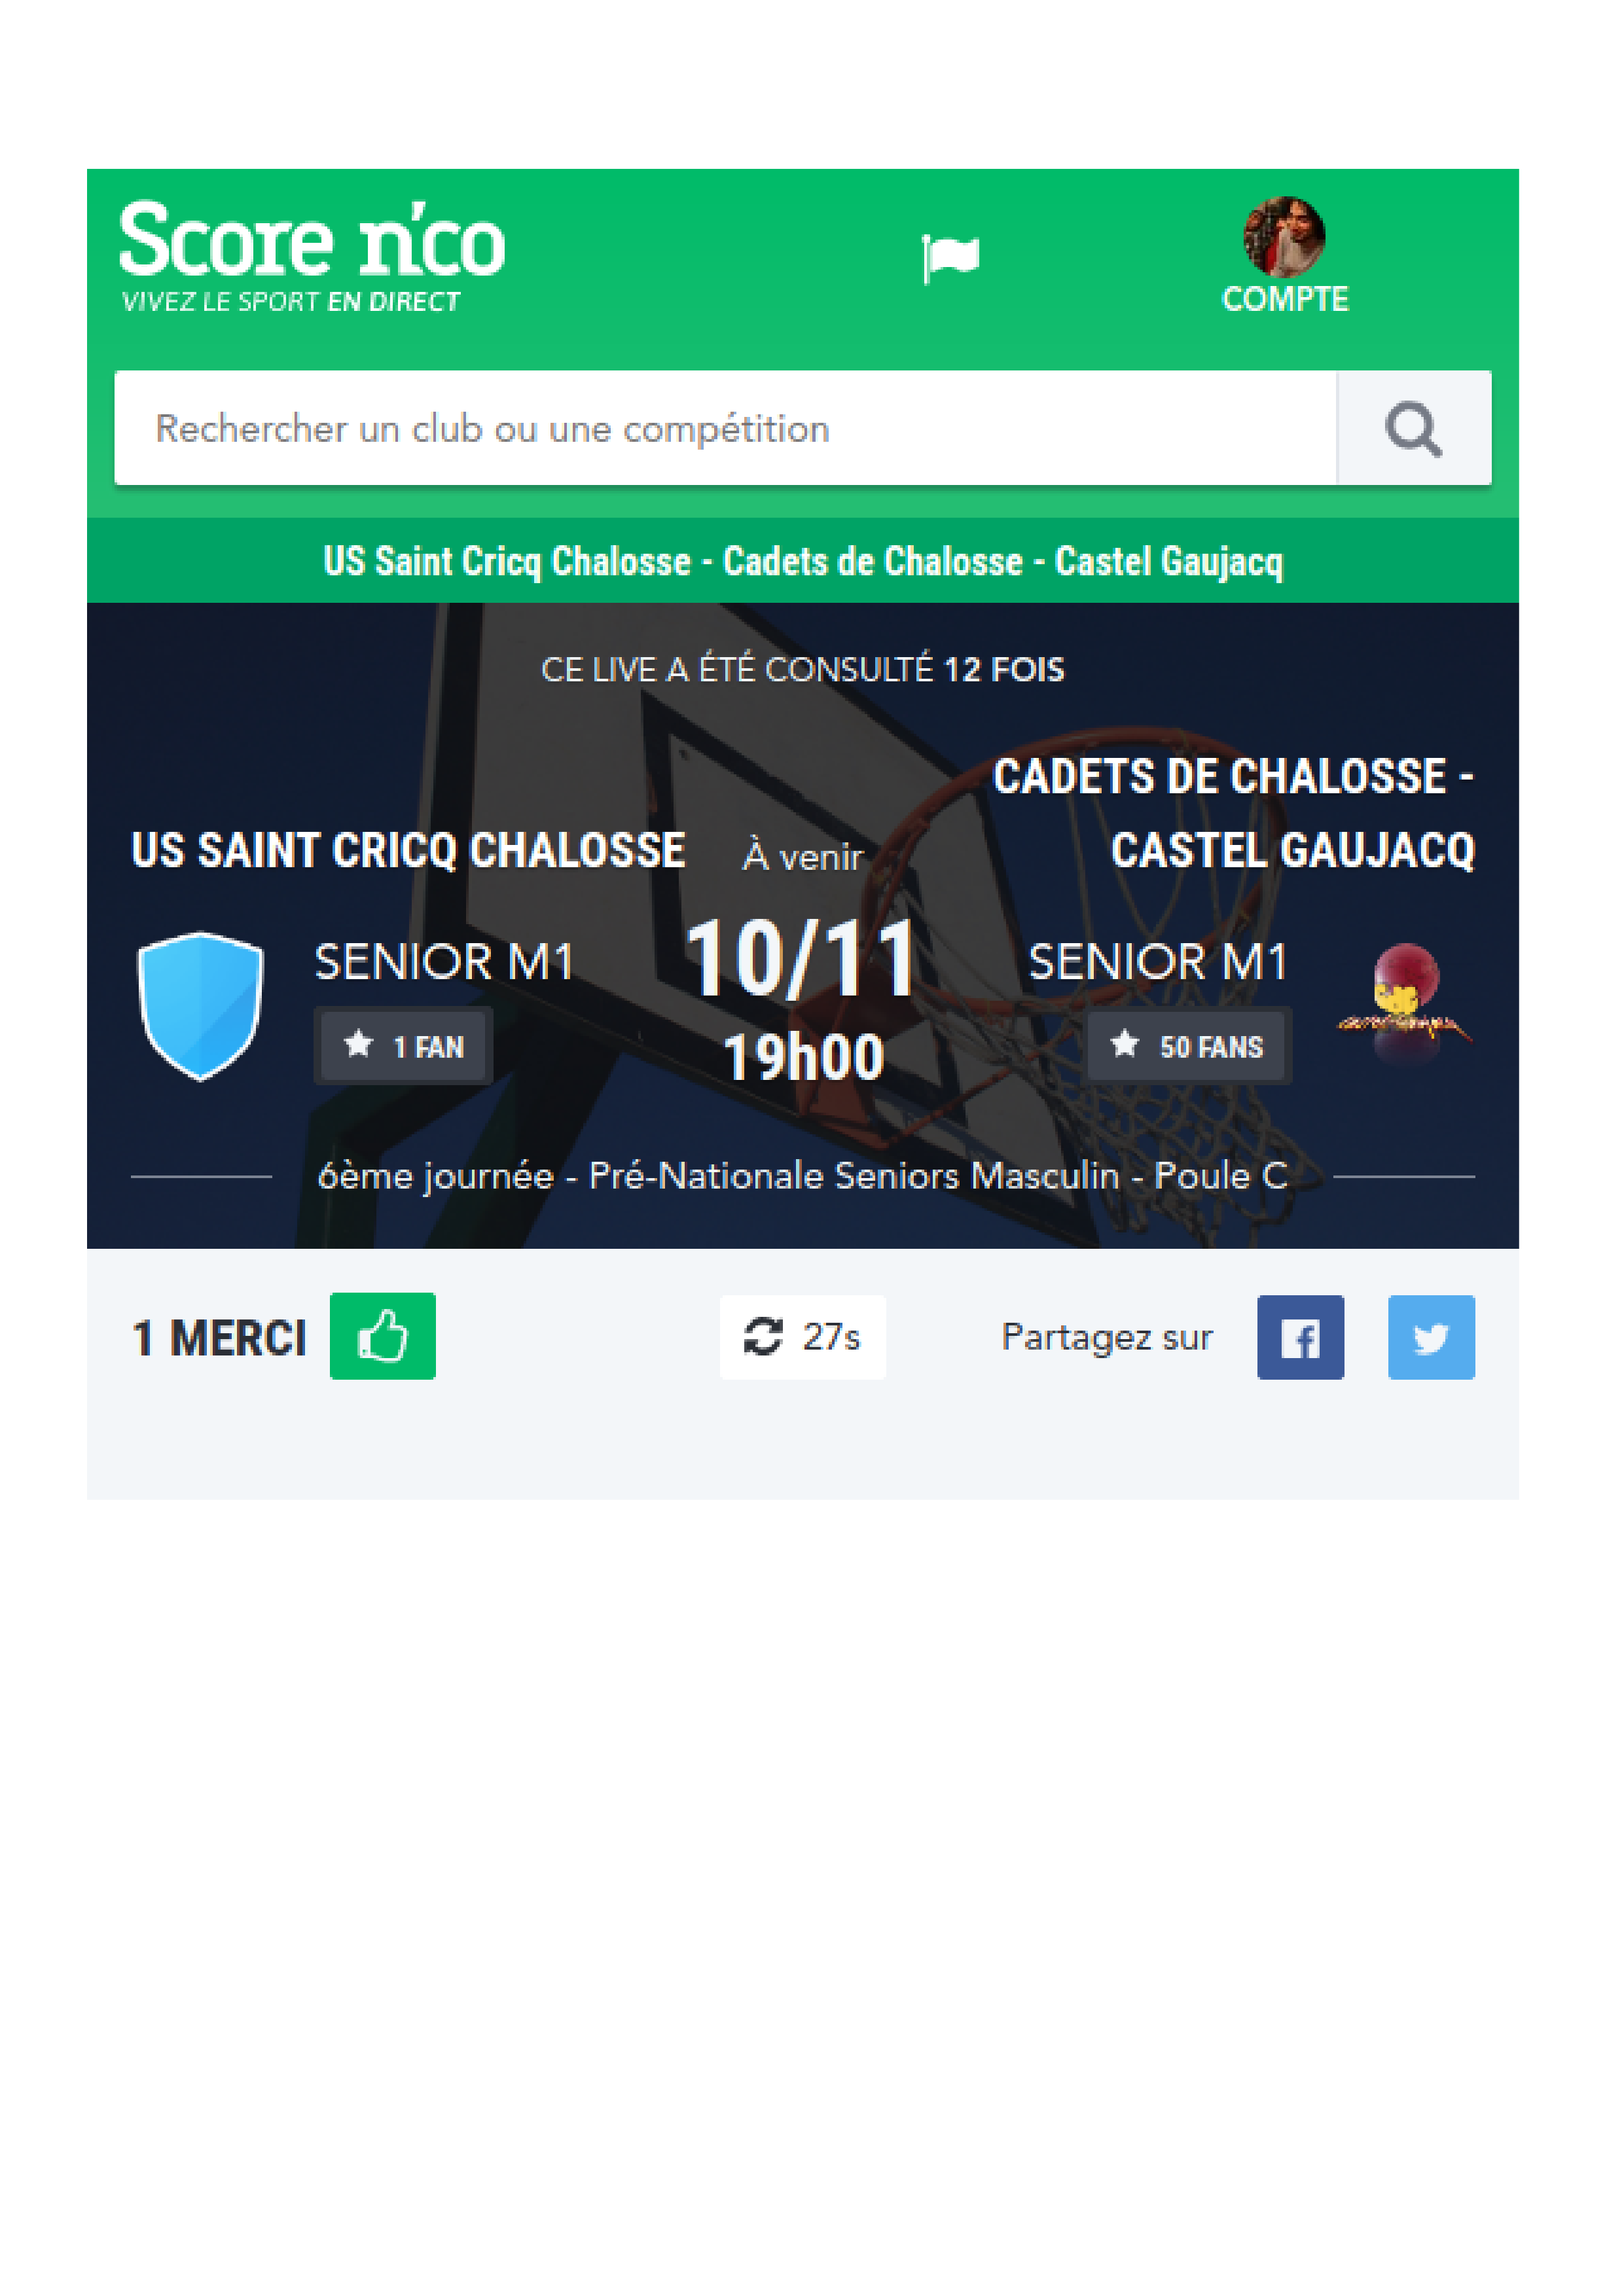 Score n'co
VIVEZ LE SPORT EN DIRECT
COMPTE
Rechercher un club ou une compétition
US Saint Cricq Chalosse - Cadets de Chalosse - Castel Gaujacq
CE LIVE A ÉTÉ CONSULTÉ 12 FOIS
US SAINT CRICQ CHALOSSE
SENIOR M1
1 FAN
À venir
10/11
19h00
CADETS DE CHALOSSE -
CASTEL GAUJACQ
SENIOR M1
50 FANS
6ème journée - Pré-Nationale Seniors Masculin - Poule C
1 MERCI
27s
Partagez sur